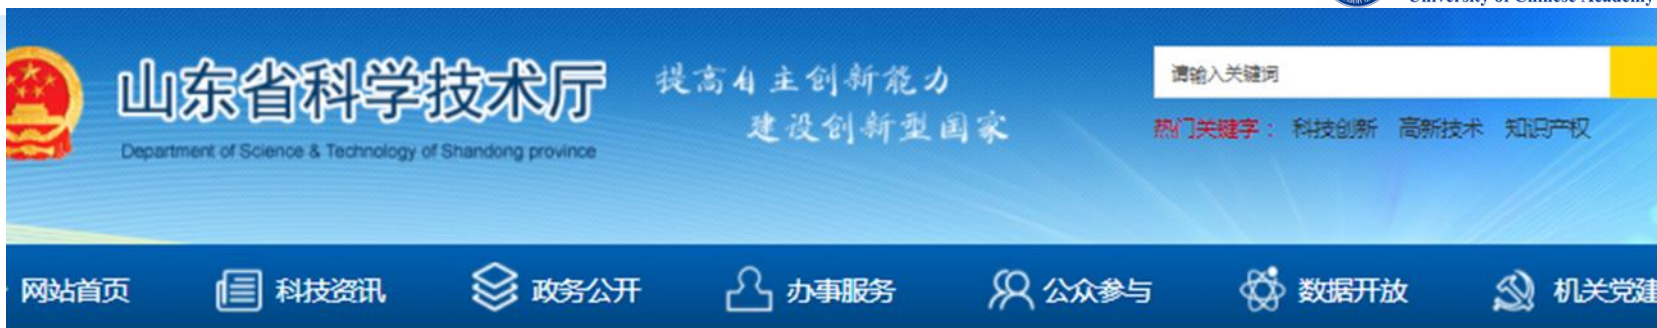 University of Chinese Academy
山东省科学技术厅
Department of Science & Technology of Shandong province
提高自主创新能力
建设创新型国家
请输入关键词
热门关键字： 科技创新 高新技术 知识产权
网站首页 科技资讯 政务公开 办事服务 公众参与 数据开放 机关党建